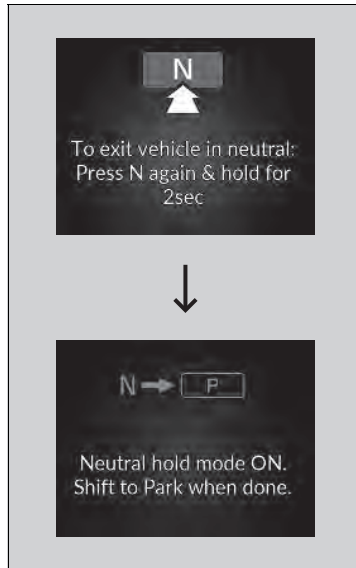 N
To exit vehicle in neutral:
Press N again & hold for
2sec
N P
Neutral hold mode ON.
Shift to Park when done.